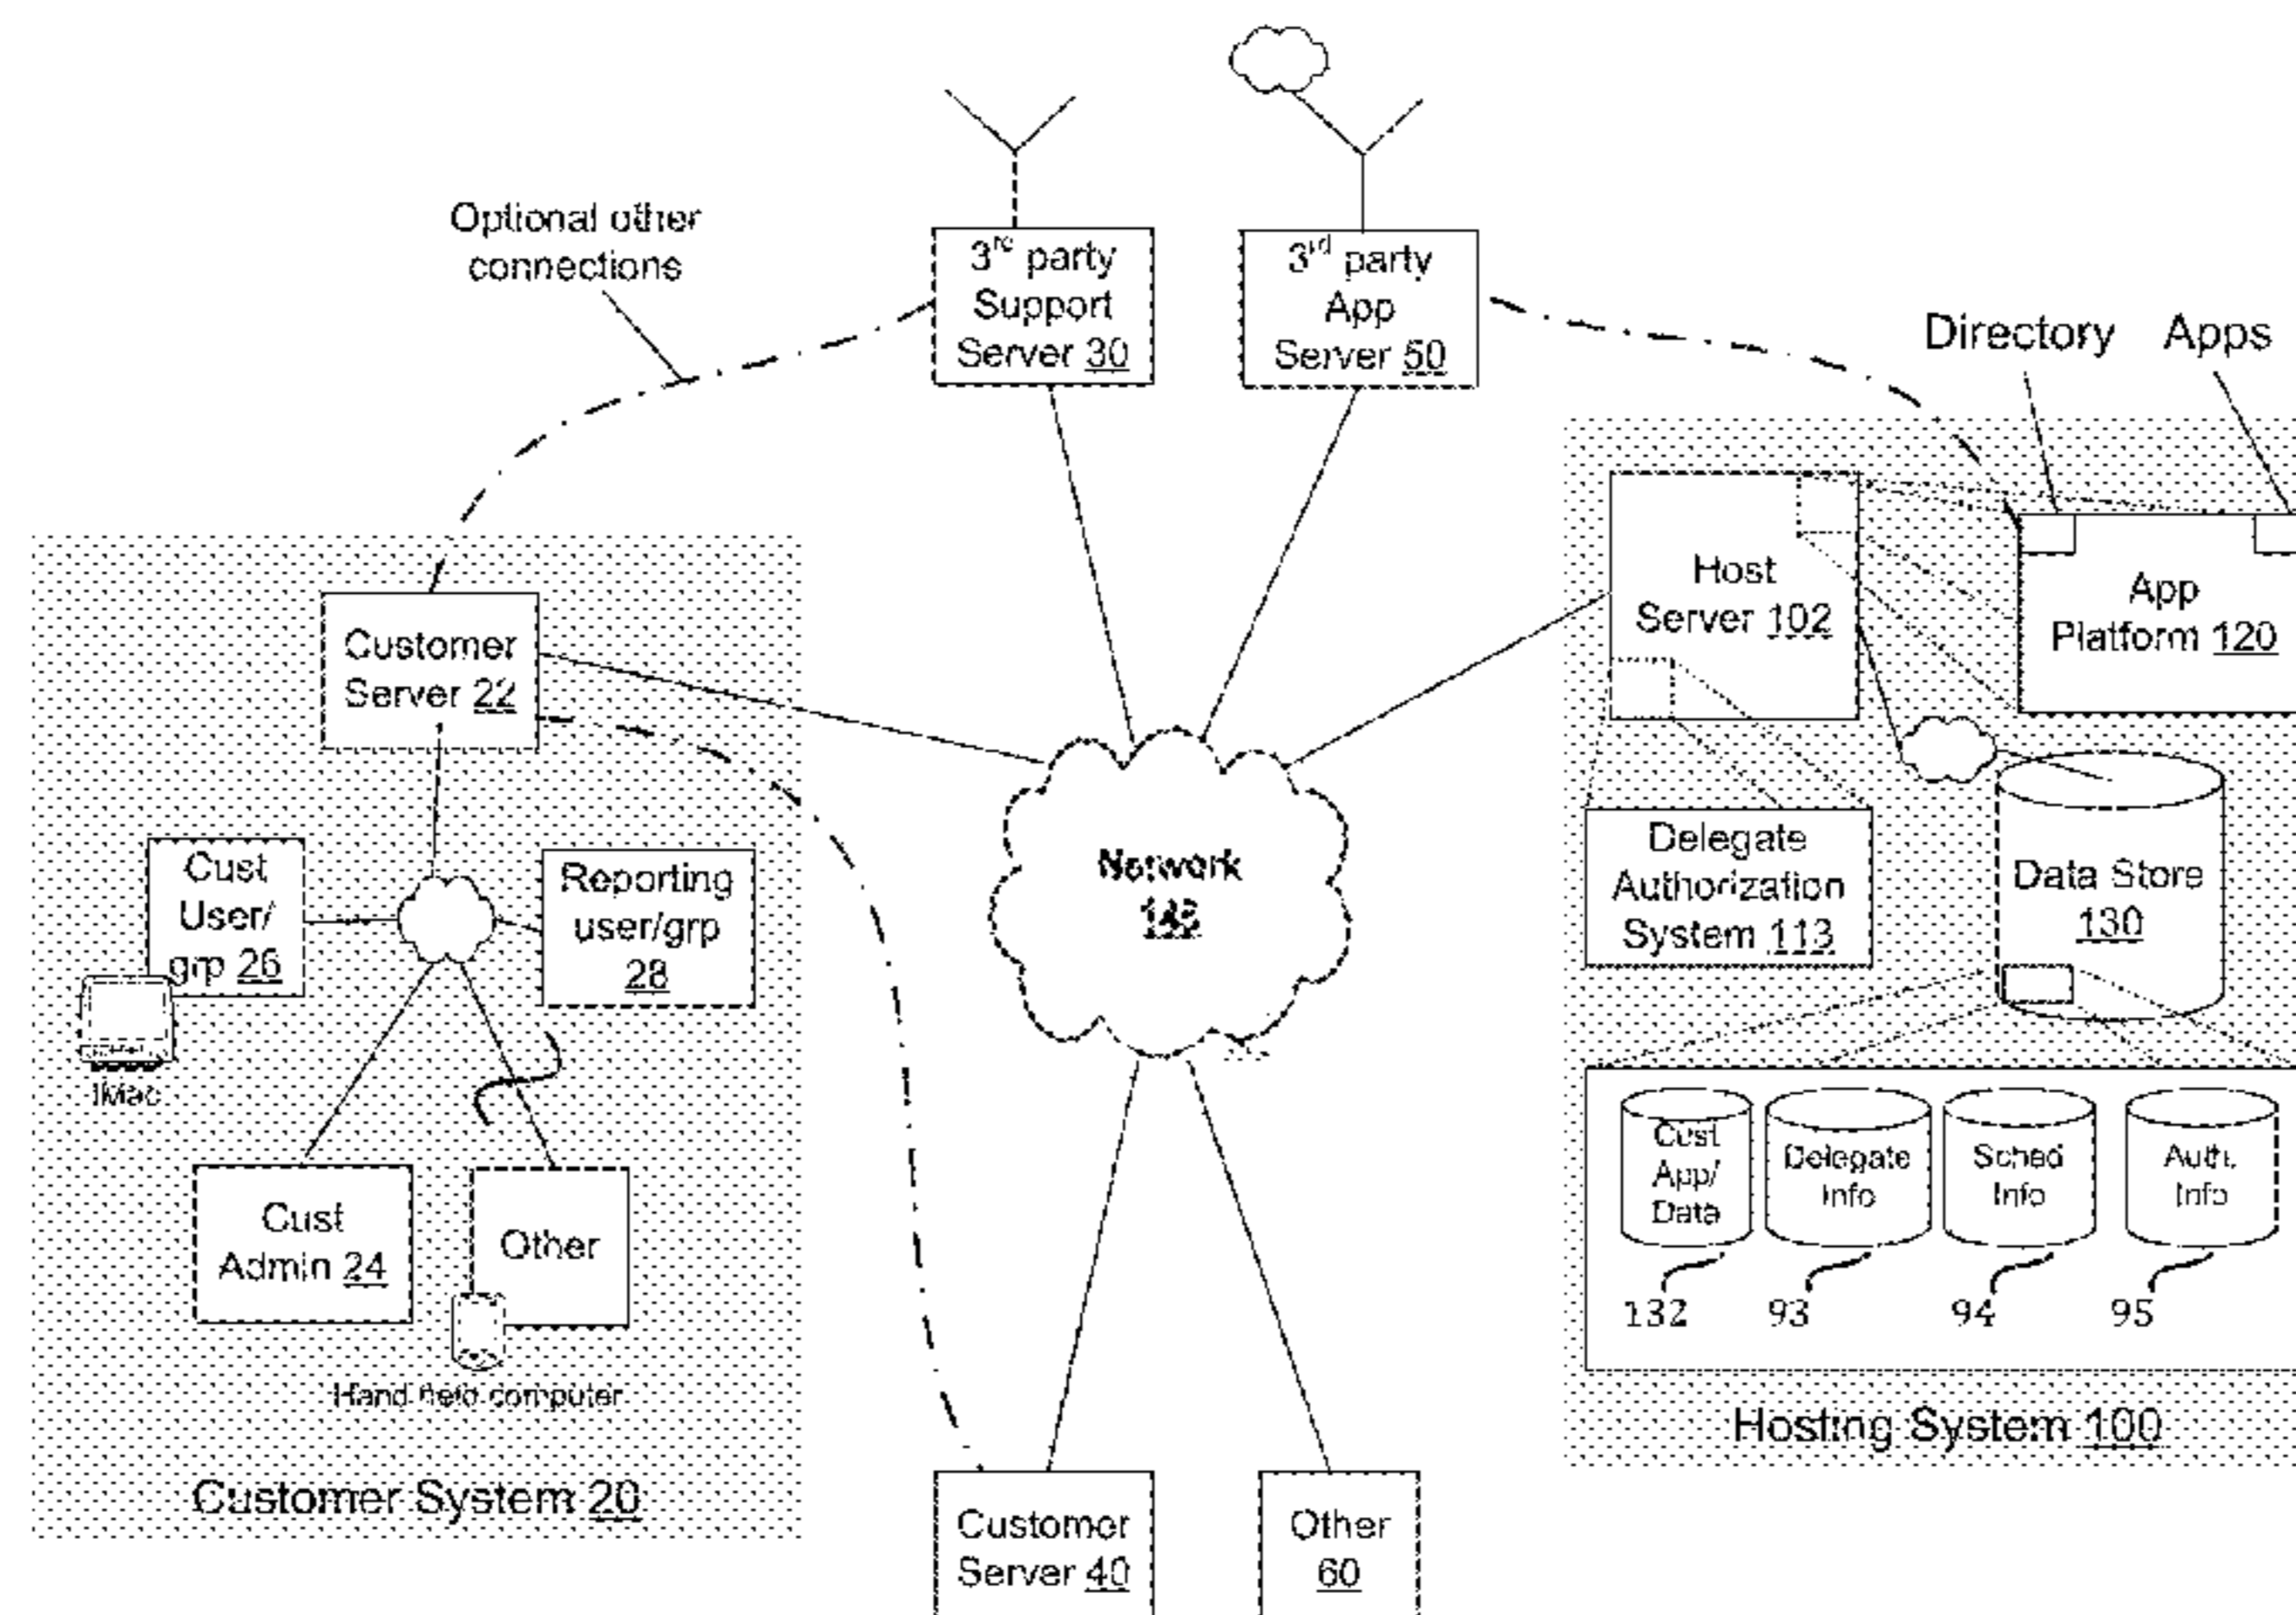 Optional other
connections
3rd party
Support
Server 30
3rd party
App
Server 50
Directory
Apps
Host
Server 102
App
Platform 120
Customer
Server 22
Cust
User/
grp 26
Reporting
user/grp
28
IMac
Cust
Admin 24
Other
Hand held computer
Customer System 20
Network
Delegate
Authorization
System 113
Data Store
130
Cust
App/
Data
Delegate
Info
Sched
Info
Auth.
Info
132
93
94
95
Hosting System 100
Customer
Server 40
Other
60